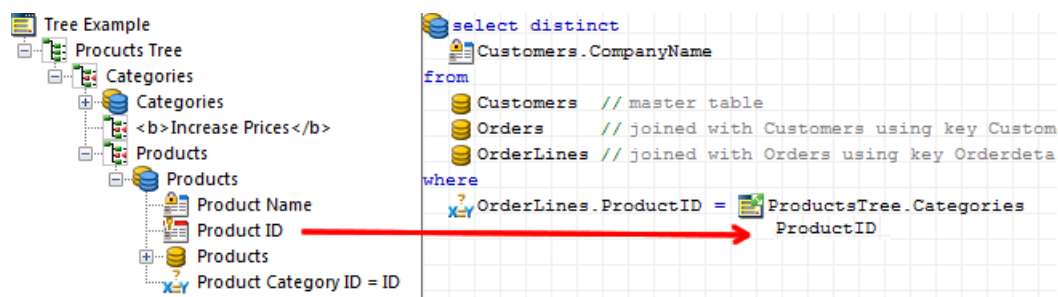 Tree Example
Procucts Tree
Categories
Categories
<b>Increase Prices</b>
Products
Products
Product Name
Product ID
Products
Product Category ID = ID
select distinct
Customers.CompanyName
from
Customers // master table
Orders // joined with Customers using key Custom
OrderLines // joined with Orders using key Orderdeta
where
? X=Y OrderLines.ProductID = ProductsTree.Categories
ProductID